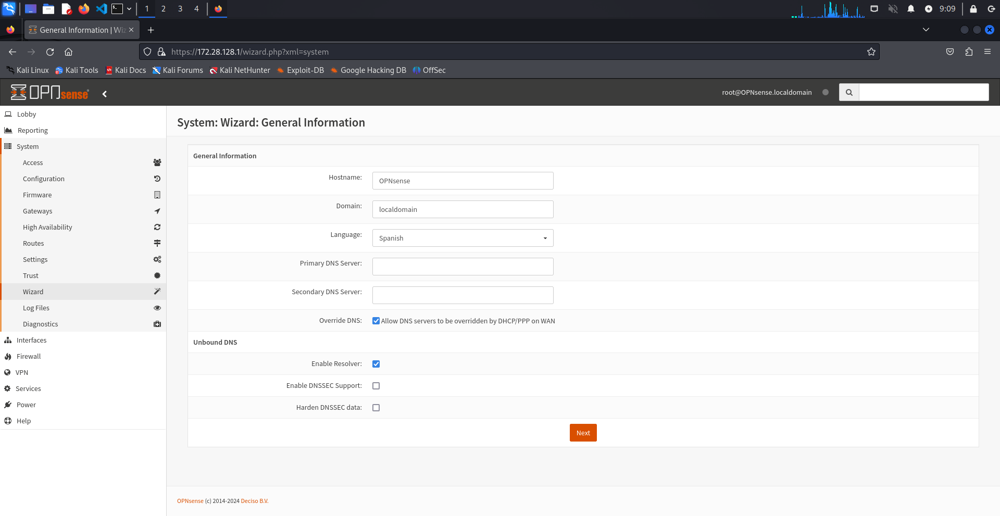 1 2 3 4
9:09
General Information | Wiz
https://172.28.128.1/wizard.php?xml=system
Kali Linux Kali Tools Kali Docs Kali Forums Kali NetHunter Exploit-DB Google Hacking DB OffSec
OPNsense
root@OPNsense.localdomain
Lobby
Reporting
System
Access
Configuration
Firmware
Gateways
High Availability
Routes
Settings
Trust
Wizard
Log Files
Diagnostics
Interfaces
Firewall
VPN
Services
Power
Help
System: Wizard: General Information
General Information
Hostname: OPNsense
Domain: localdomain
Language: Spanish
Primary DNS Server:
Secondary DNS Server:
Override DNS: Allow DNS servers to be overridden by DHCP/PPP on WAN
Unbound DNS
Enable Resolver:
Enable DNSSEC Support:
Harden DNSSEC data:
Next
OPNsense (c) 2014-2024 Deciso B.V.